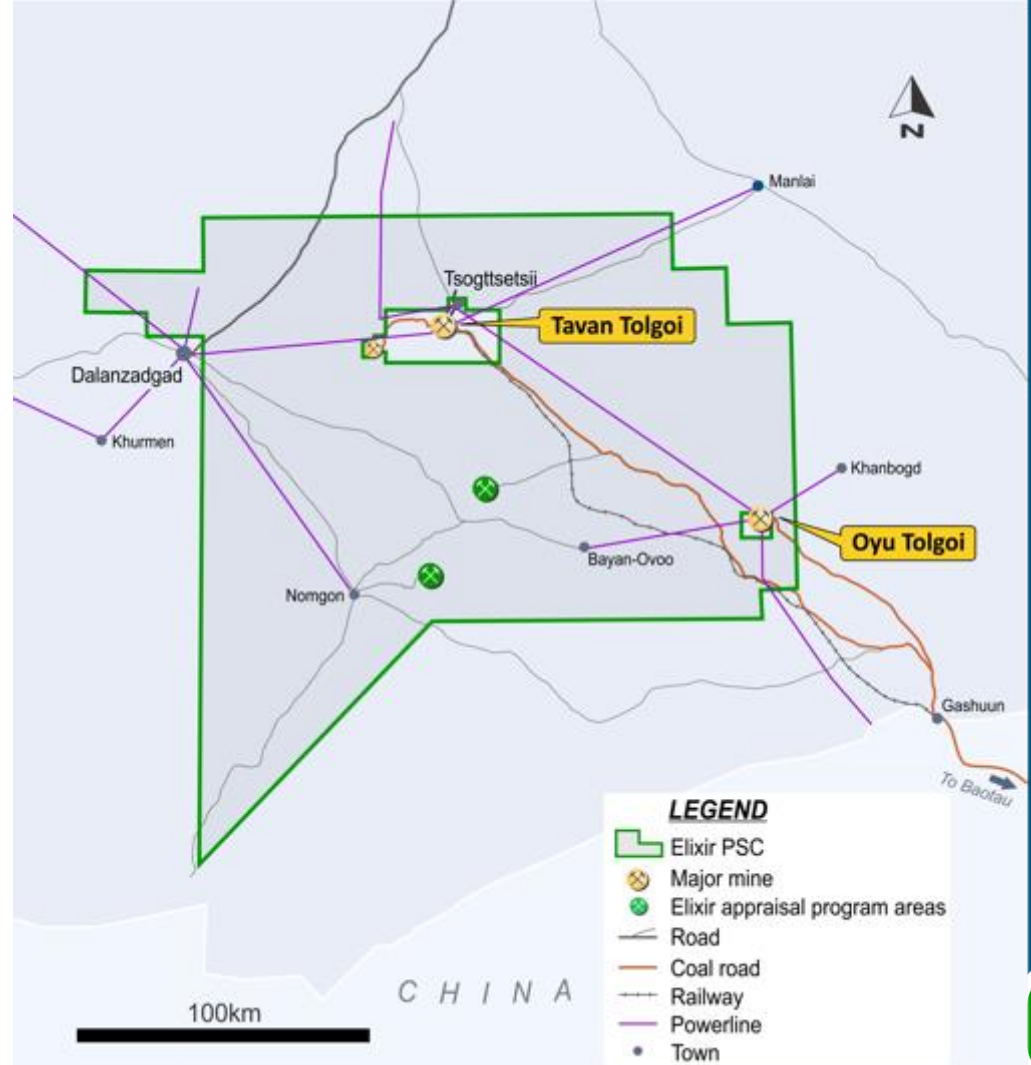 N
Manlai
Tsogttsetsii
Tavan Tolgoi
Dalanzadgad
Khurmen
Khanbogd
Oyu Tolgoi
Bayan-Ovoo
Nomgon
Gashuun
To Baotau
CHINA
100km
LEGEND
Elixir PSC
Major mine
Elixir appraisal program areas
Road
Coal road
Railway
Powerline
Town